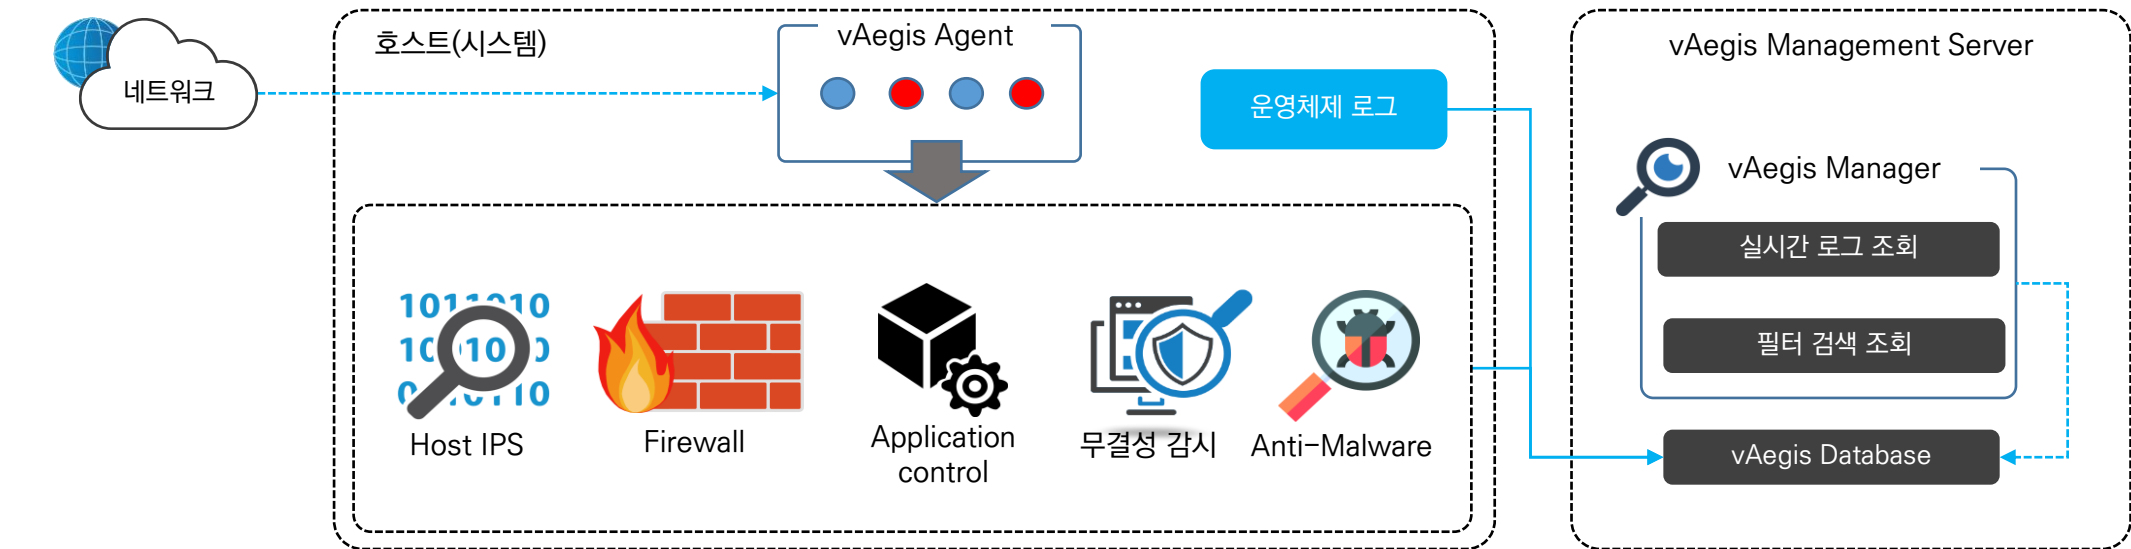 네트워크
호스트(시스템)
vAegis Agent
운영체제 로그
1011010
Host IPS
Firewall
Application
control
무결성 감시
Anti-Malware
vAegis Management Server
vAegis Manager
실시간 로그 조회
필터 검색 조회
vAegis Database